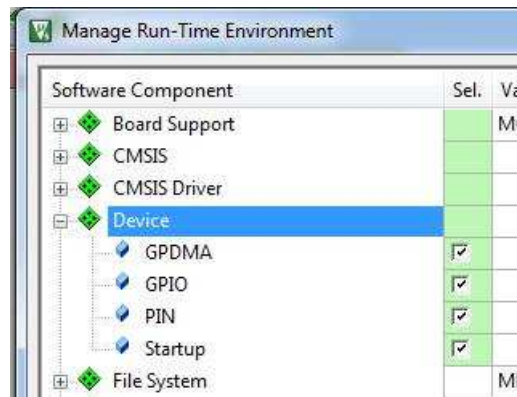 Manage Run-Time Environment
Software Component Sel. Va
Board Support M
CMSIS
CMSIS Driver
Device
GPDMA
GPIO
PIN
Startup
File System M